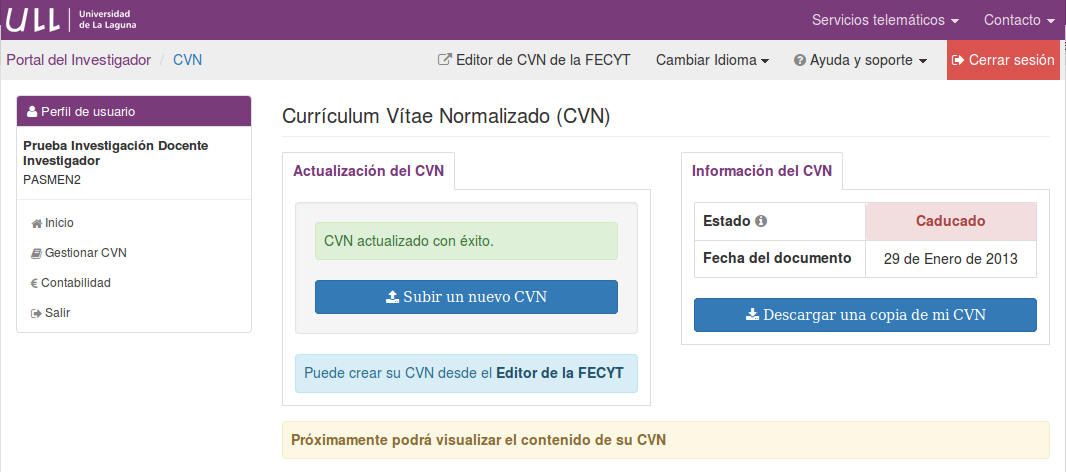 ULL
Universidad
de La Laguna
Servicios telemáticos
Contacto
Portal del Investigador / CVN
Editor de CVN de la FECYT
Cambiar Idioma
Ayuda y soporte
Cerrar sesión
Perfil de usuario
Prueba Investigación Docente
Investigador
PASMEN2
Inicio
Gestionar CVN
€ Contabilidad
Salir
Currículum Vítae Normalizado (CVN)
Actualización del CVN
CVN actualizado con éxito.
Subir un nuevo CVN
Puede crear su CVN desde el Editor de la FECYT
Información del CVN
Estado Caducado
Fecha del documento 29 de Enero de 2013
Descargar una copia de mi CVN
Próximamente podrá visualizar el contenido de su CVN